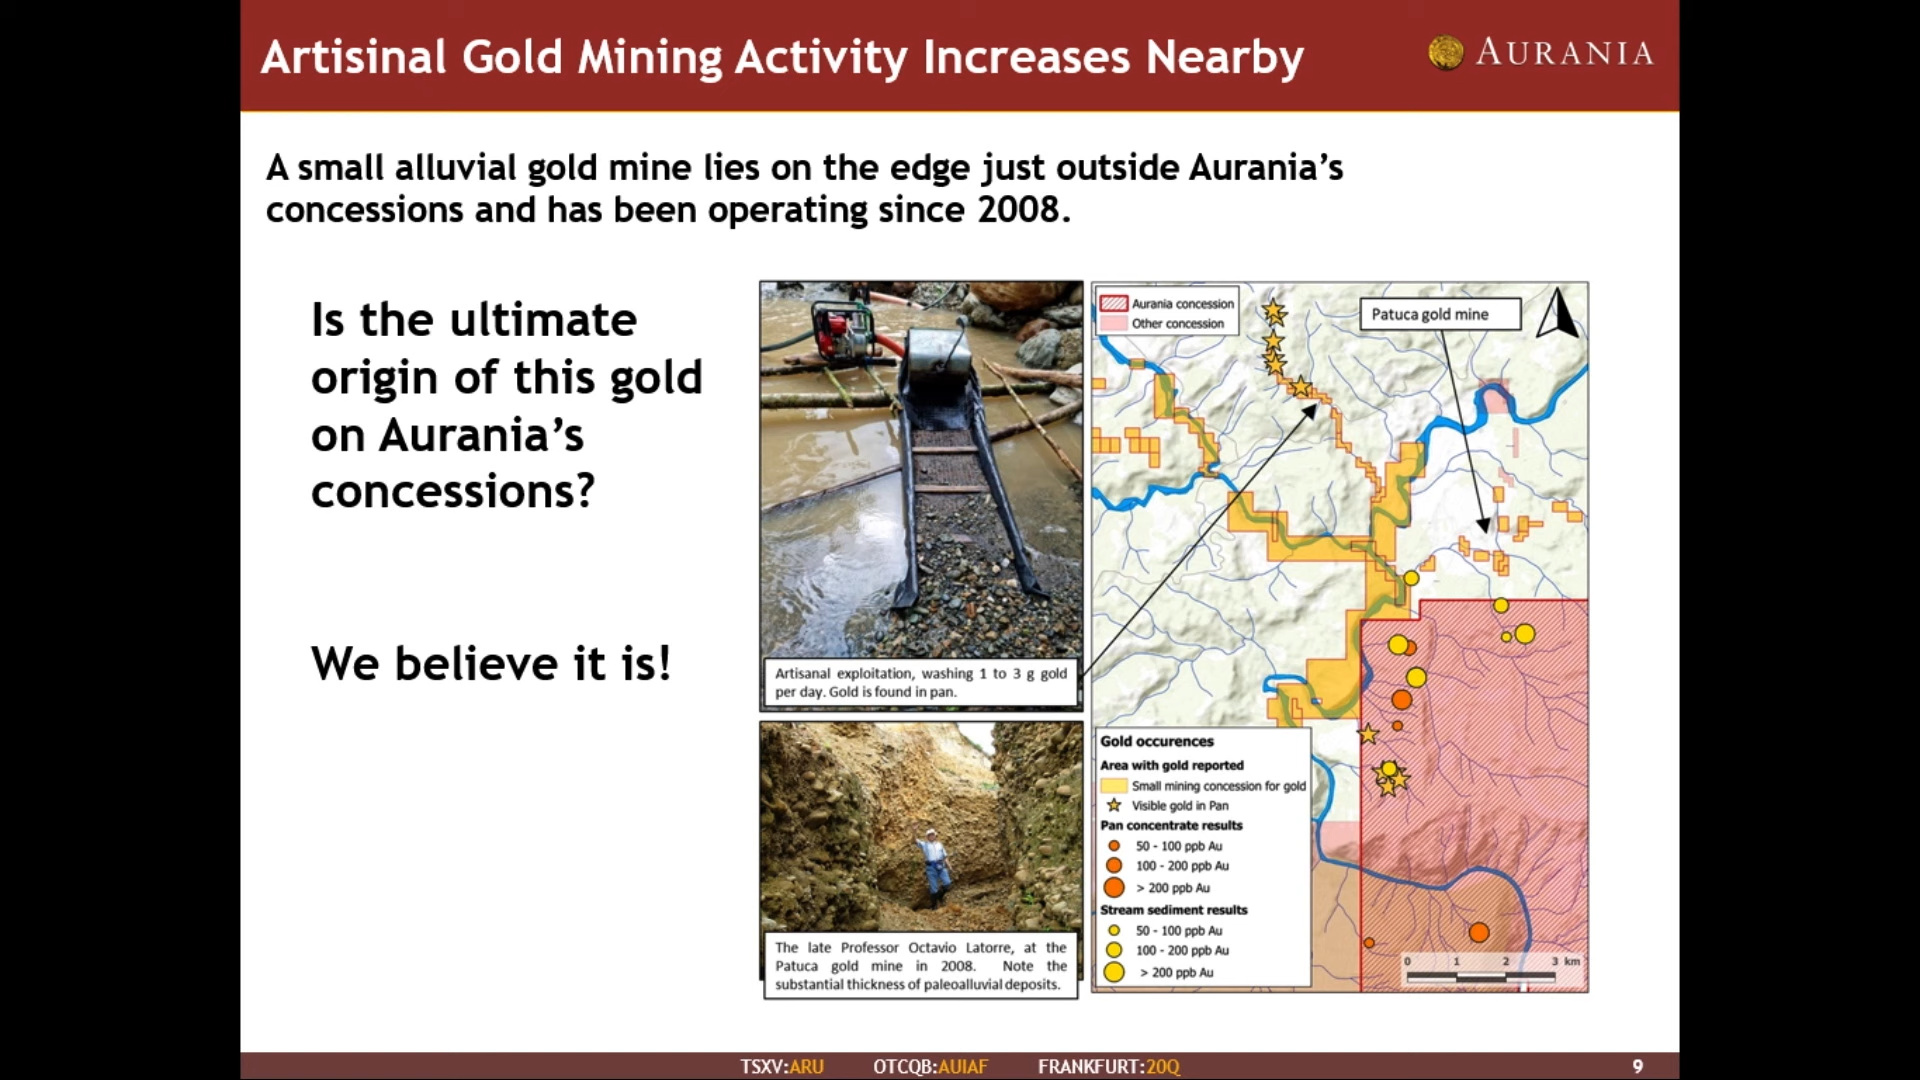 Artisinal Gold Mining Activity Increases Nearby
AURANIA
A small alluvial gold mine lies on the edge just outside Aurania's
concessions and has been operating since 2008.
Is the ultimate
origin of this gold
on Aurania's
concessions?
We believe it is!
Artisanal exploitation, washing 1 to 3 g gold
per day. Gold is found in pan.
The late Professor Octavio Latorre, at the
Patuca gold mine in 2008. Note the
substantial thickness of paleoalluvial deposits.
Aurania concession
Other concession
Patuca gold mine
Gold occurences
Area with gold reported
Small mining concession for gold
Visible gold in Pan
Pan concentrate results
50 - 100 ppb Au
100 - 200 ppb Au
> 200 ppb Au
Stream sediment results
50 - 100 ppb Au
100 - 200 ppb Au
> 200 ppb Au
0 1 2 3 km
TSXV:ARU OTCQB:AUIAF FRANKFURT:20Q
9